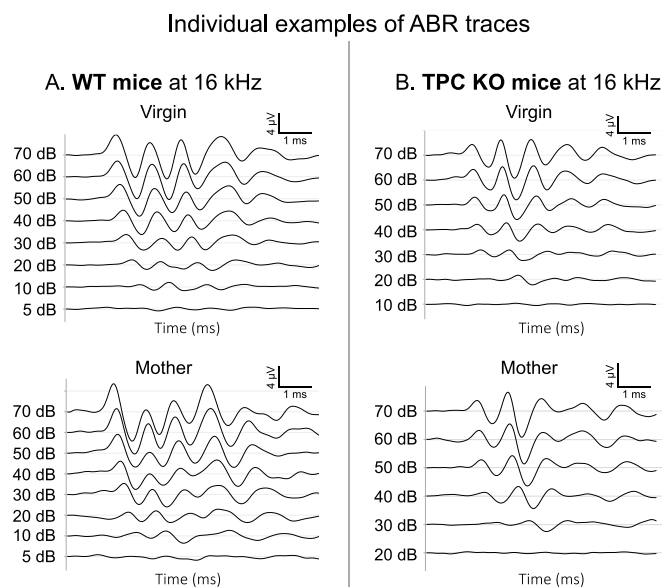 Individual examples of ABR traces
A. WT mice at 16 kHz
Virgin
4 µV
1 ms
70 dB
60 dB
50 dB
40 dB
30 dB
20 dB
10 dB
5 dB
Time (ms)
Mother
4 µV
1 ms
70 dB
60 dB
50 dB
40 dB
30 dB
20 dB
10 dB
5 dB
Time (ms)
B. TPC KO mice at 16 kHz
Virgin
4 µV
1 ms
70 dB
60 dB
50 dB
40 dB
30 dB
20 dB
10 dB
Time (ms)
Mother
4 µV
1 ms
70 dB
60 dB
50 dB
40 dB
30 dB
20 dB
Time (ms)